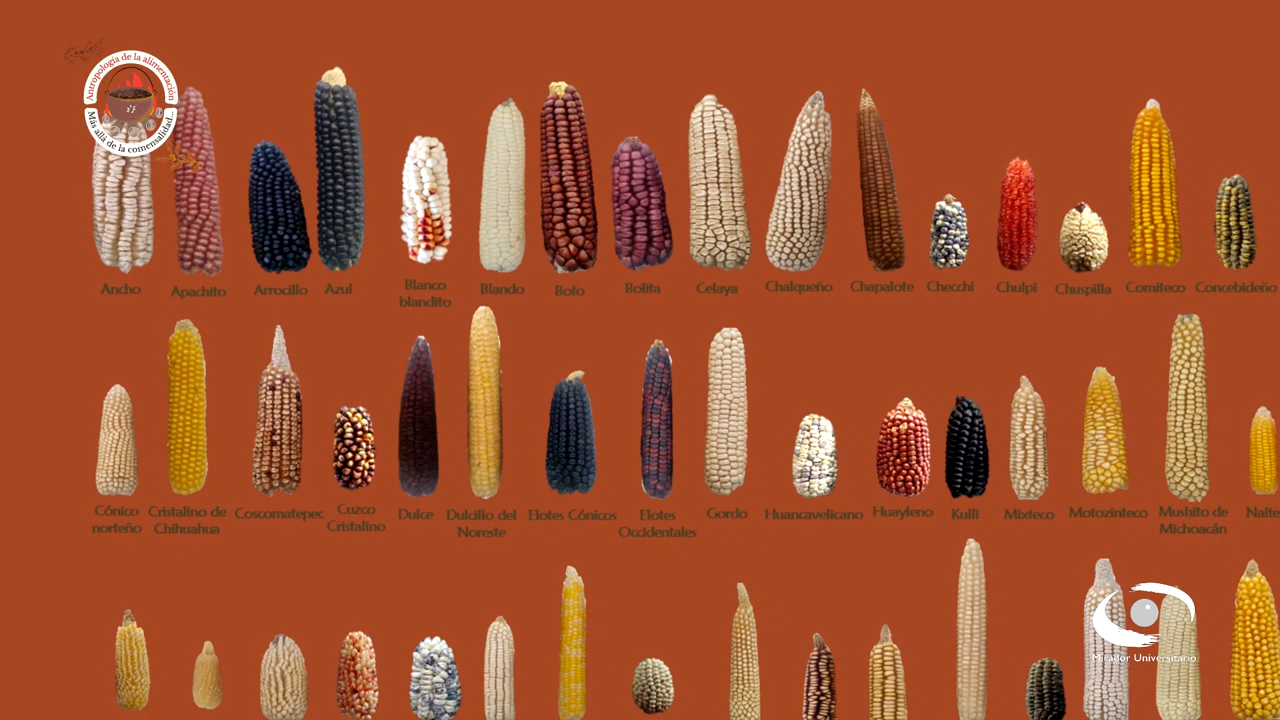 Antropología de la alimentación
Más allá de la comensalidad...
Ancho
Apachito
Arrocillo
Azul
Blanco
blandito
Blando
Bofo
Bolita
Celaya
Chalqueño
Chapalote
Checchi
Chulpi
Chuspilla
Comiteco
Concebideño
Cónico
norteño
Cristalino de
Chihuahua
Coscomatepec
Cuzco
Cristalino
Dulce
Dulcillo del
Noreste
Elotes Cónicos
Elotes
Occidentales
Gordo
Huancavelicano
Huayleno
Kulli
Mixteco
Motozinteco
Mushito de
Michoacán
Nalte
Mirador Universitario